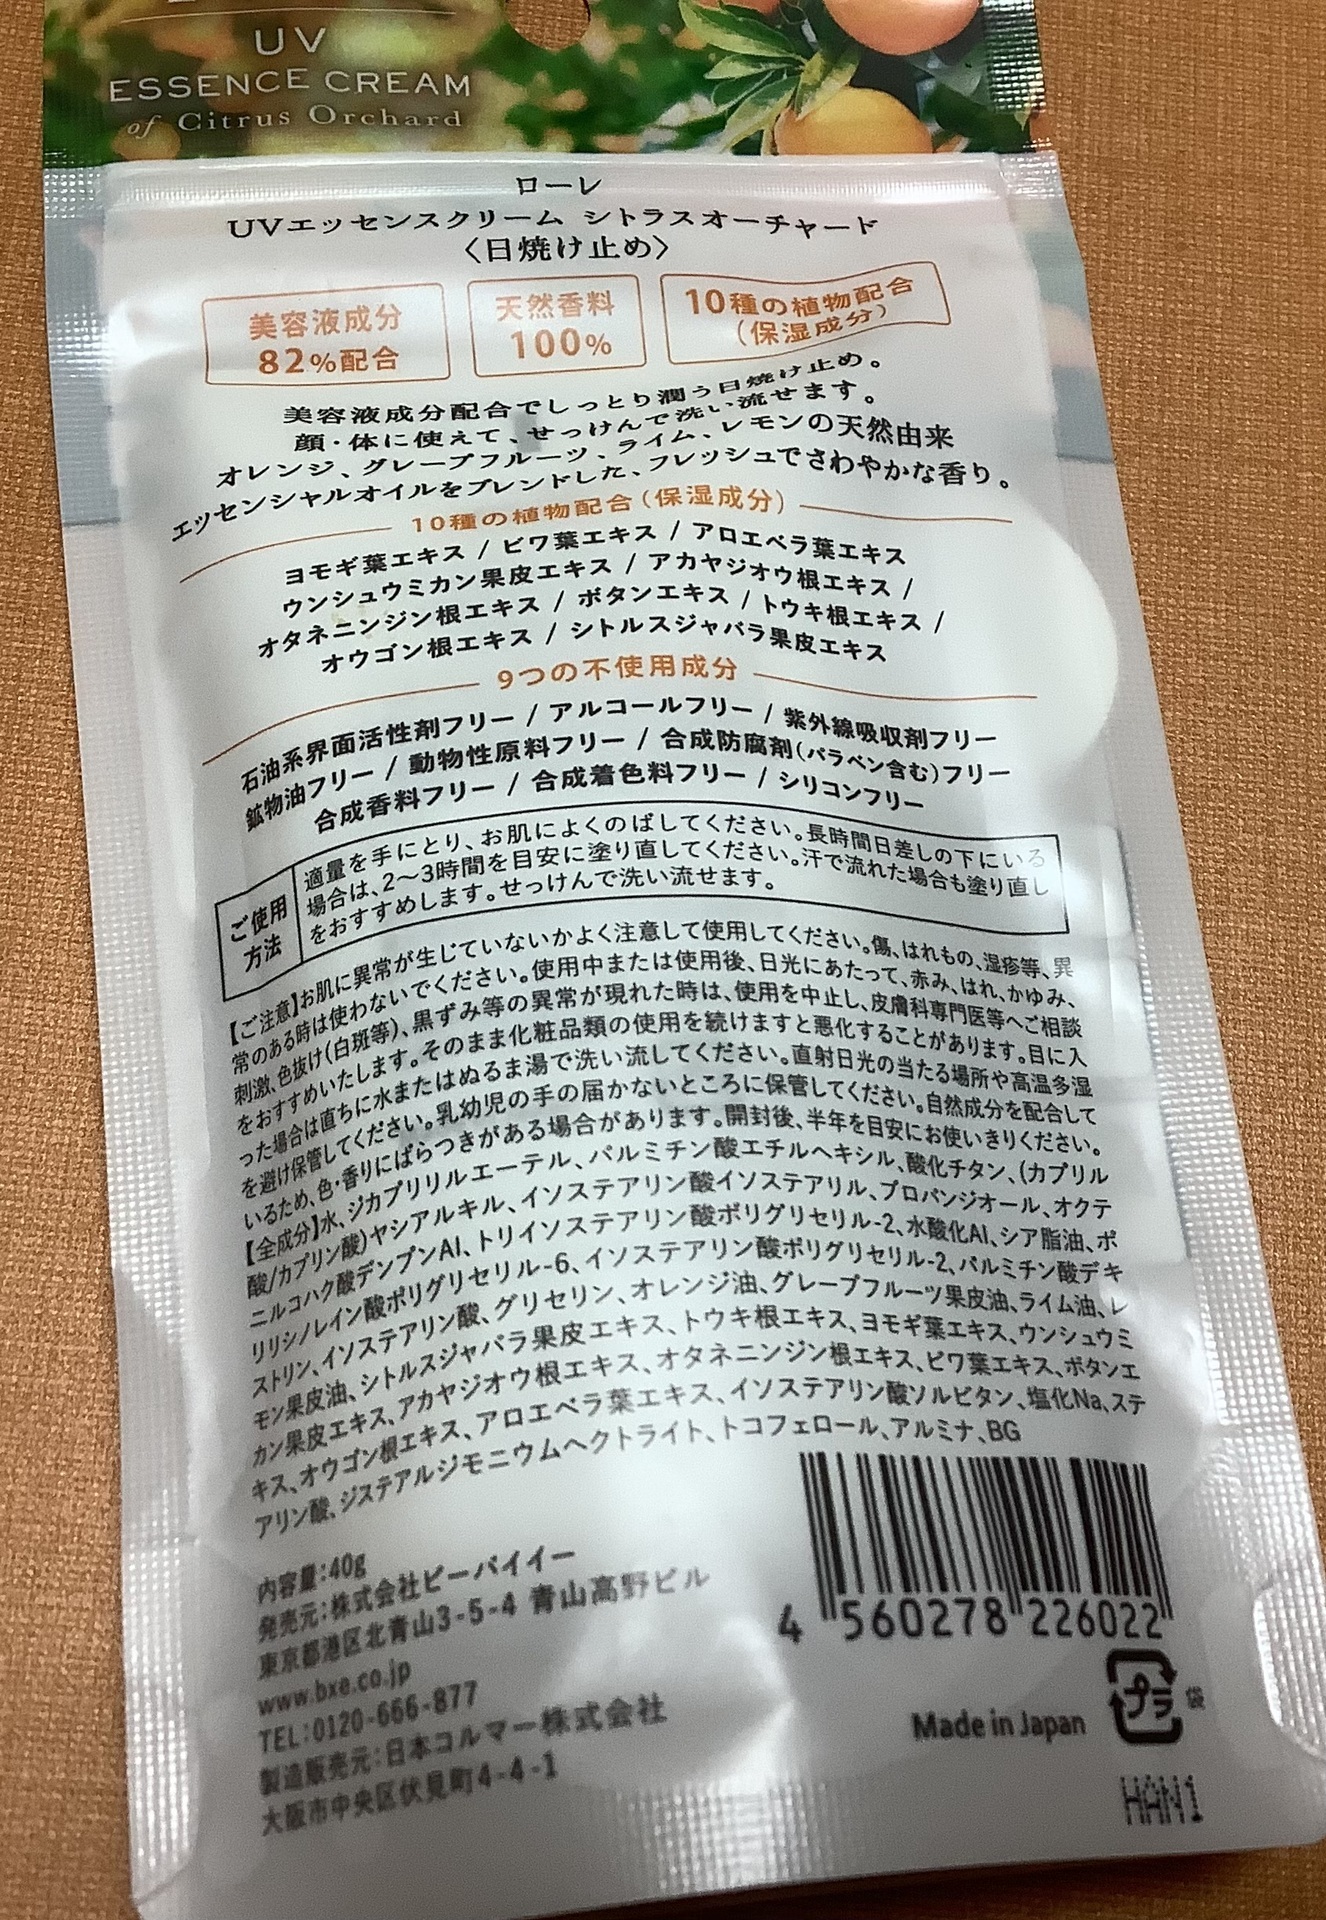 UV
ESSENCE CREAM
of Citrus Orchard
ローレ
UVエッセンスクリーム シトラスオーチャード
〈日焼け止め〉
美容液成分
82%配合
天然香料
100%
10種の植物配合
(保湿成分)
美容液成分配合でしっとり潤う日焼け止め。
顔・体に使えて、せっけんで洗い流せます。
オレンジ、グレープフルーツ、ライム、レモンの天然由来
エッセンシャルオイルをブレンドした、フレッシュでさわやかな香り。
10種の植物配合(保湿成分)
ヨモギ葉エキス / ビワ葉エキス / アロエベラ葉エキス
ウンシュウミカン果皮エキス / アカヤジオウ根エキス /
オタネニンジン根エキス / ボタンエキス / トウキ根エキス /
オウゴン根エキス / シトルスジャバラ果皮エキス
9つの不使用成分
石油系界面活性剤フリー / アルコールフリー / 紫外線吸収剤フリー
鉱物油フリー / 動物性原料フリー / 合成防腐剤(パラベン含む)フリー
合成香料フリー / 合成着色料フリー / シリコンフリー
ご使用
方法
適量を手にとり、お肌によくのばしてください。長時間日差しの下にいる
場合は、2〜3時間を目安に塗り直してください。汗で流れた場合も塗り直し
をおすすめします。せっけんで洗い流せます。
【ご注意】お肌に異常が生じていないかよく注意して使用してください。傷、はれもの、湿疹等、異
常のある時は使わないでください。使用中または使用後、日光にあたって、赤み、はれ、かゆみ、
刺激、色抜け(白斑等)、黒ずみ等の異常が現れた時は、使用を中止し、皮膚科専門医等へご相談
をおすすめいたします。そのまま化粧品類の使用を続けますと悪化することがあります。目に入
った場合は直ちに水またはぬるま湯で洗い流してください。直射日光の当たる場所や高温多湿
を避け保管してください。乳幼児の手の届かないところに保管してください。自然成分を配合して
いるため、色・香りにばらつきがある場合があります。開封後、半年を目安にお使いきりください。
【全成分】水、ジカプリリルエーテル、パルミチン酸エチルヘキシル、酸化チタン、(カプリル
酸/カプリン酸)ヤシアルキル、イソステアリン酸イソステアリル、プロパンジオール、オクテ
ニルコハク酸デンプンAl、トリイソステアリン酸ポリグリセリル-2、水酸化Al、シア脂油、ポ
リリシノレイン酸ポリグリセリル-6、イソステアリン酸ポリグリセリル-2、パルミチン酸デキ
ストリン、イソステアリン酸、グリセリン、オレンジ油、グレープフルーツ果皮油、ライム油、レ
モン果皮油、シトルスジャバラ果皮エキス、トウキ根エキス、ヨモギ葉エキス、ウンシュウミ
カン果皮エキス、アカヤジオウ根エキス、オタネニンジン根エキス、ビワ葉エキス、ボタンエ
キス、オウゴン根エキス、アロエベラ葉エキス、イソステアリン酸ソルビタン、塩化Na、ステ
アリン酸、ジステアルジモニウムヘクトライト、トコフェロール、アルミナ、BG
内容量:40g
発売元:株式会社ビーバイイー
東京都港区北青山3-5-4 青山高野ビル
www.bxe.co.jp
TEL:0120-666-877
製造販売元:日本コルマー株式会社
大阪市中央区伏見町4-4-1
4 560278 226022
プラ 袋
Made in Japan
HAN1